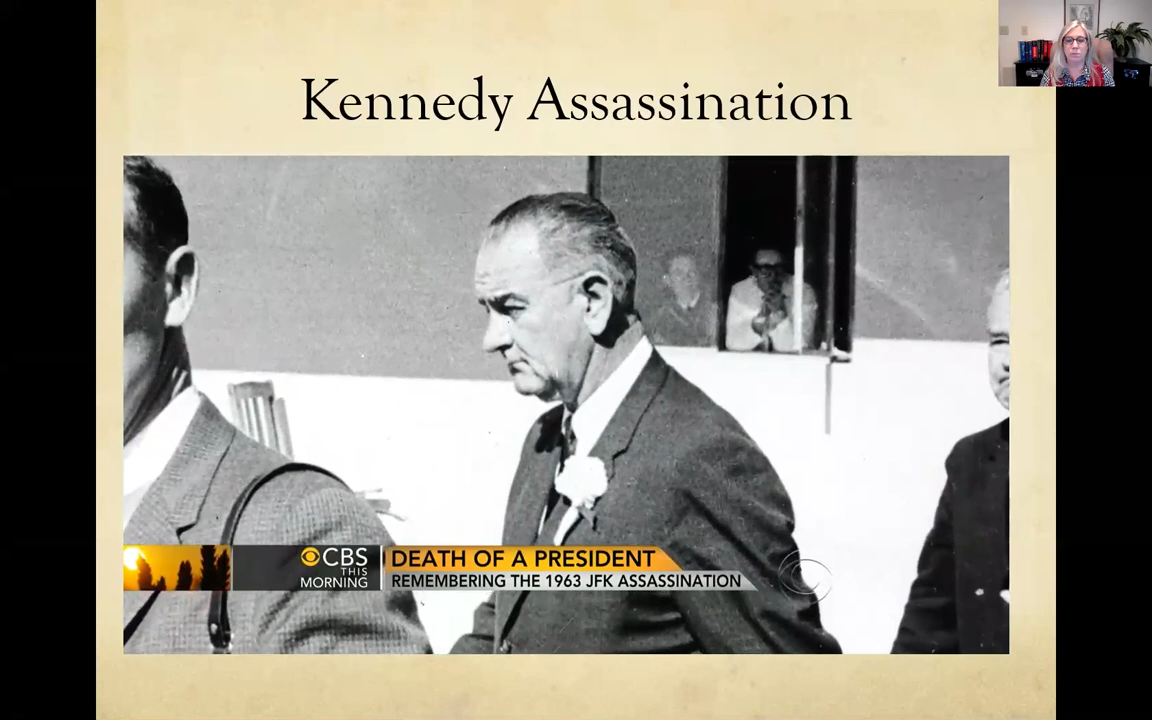 Kennedy Assassination
CBS
THIS
MORNING
DEATH OF A PRESIDENT
REMEMBERING THE 1963 JFK ASSASSINATION